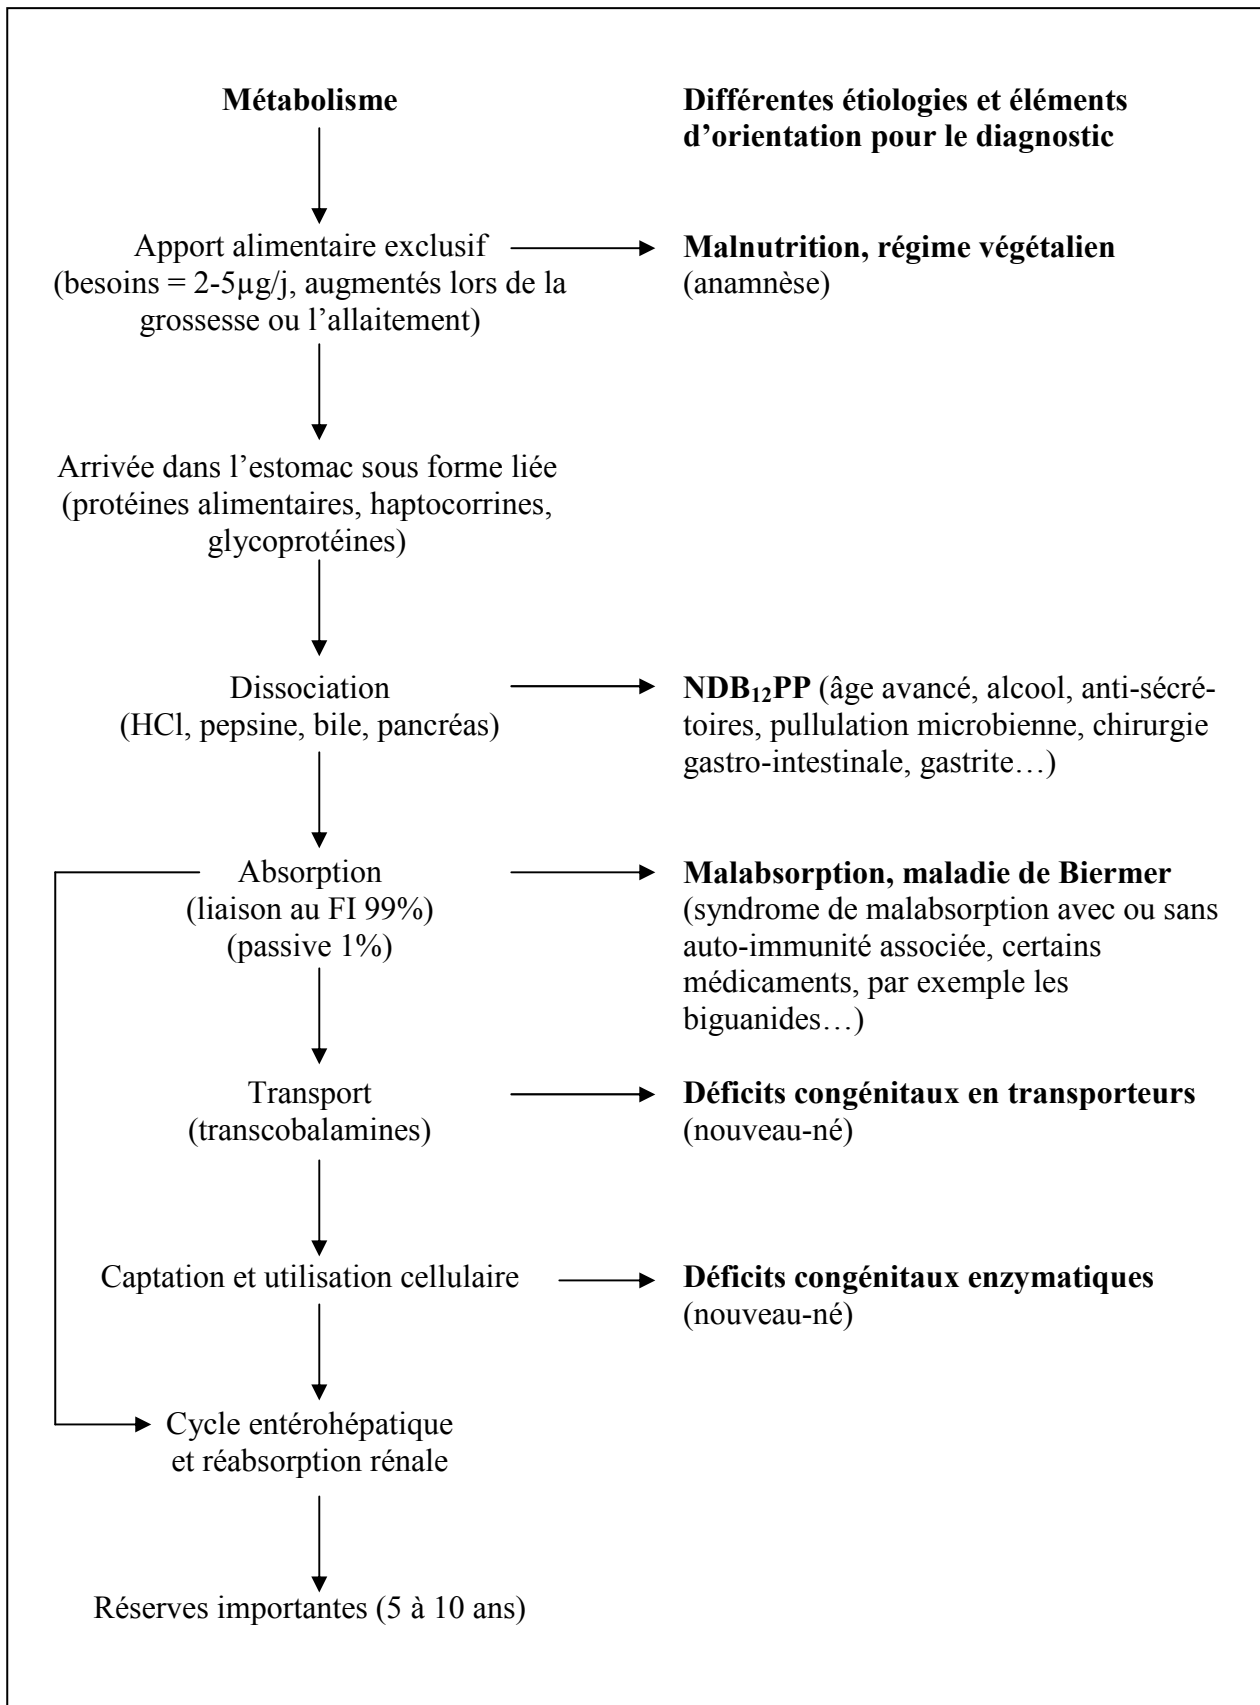 Métabolisme
Différentes étiologies et éléments
d’orientation pour le diagnostic
Apport alimentaire exclusif
(besoins = 2-5µg/j, augmentés lors de la
grossesse ou l’allaitement)
Malnutrition, régime végétalien
(anamnèse)
Arrivée dans l’estomac sous forme liée
(protéines alimentaires, haptocorrines,
glycoprotéines)
Dissociation
(HCl, pepsine, bile, pancréas)
NDB₁₂PP (âge avancé, alcool, anti-sécré-
toires, pullulation microbienne, chirurgie
gastro-intestinale, gastrite…)
Absorption
(liaison au FI 99%)
(passive 1%)
Malabsorption, maladie de Biermer
(syndrome de malabsorption avec ou sans
auto-immunité associée, certains
médicaments, par exemple les
biguanides…)
Transport
(transcobalamines)
Déficits congénitaux en transporteurs
(nouveau-né)
Captation et utilisation cellulaire
Déficits congénitaux enzymatiques
(nouveau-né)
Cycle entérohépatique
et réabsorption rénale
Réserves importantes (5 à 10 ans)